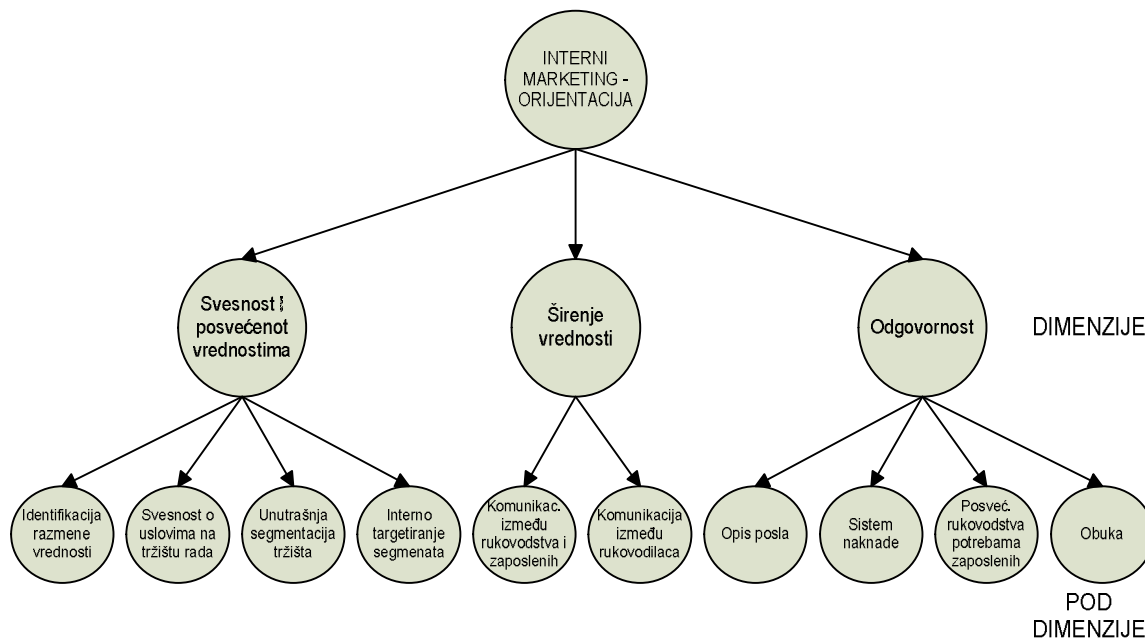 INTERNI
MARKETING -
ORIJENTACIJA
Svesnost I
posvećenot
vrednostima
Širenje
vrednosti
Odgovornost
DIMENZIJE
Identifikacija
razmene
vrednosti
Svesnost o
uslovima na
tržištu rada
Unutrašnja
segmentacija
tržišta
Interno
targetiranje
segmenata
Komunikac.
između
rukovodstva i
zaposlenih
Komunikacija
između
rukovodilaca
Opis posla
Sistem
naknade
Posveć.
rukovodstva
potrebama
zaposlenih
Obuka
POD
DIMENZIJE